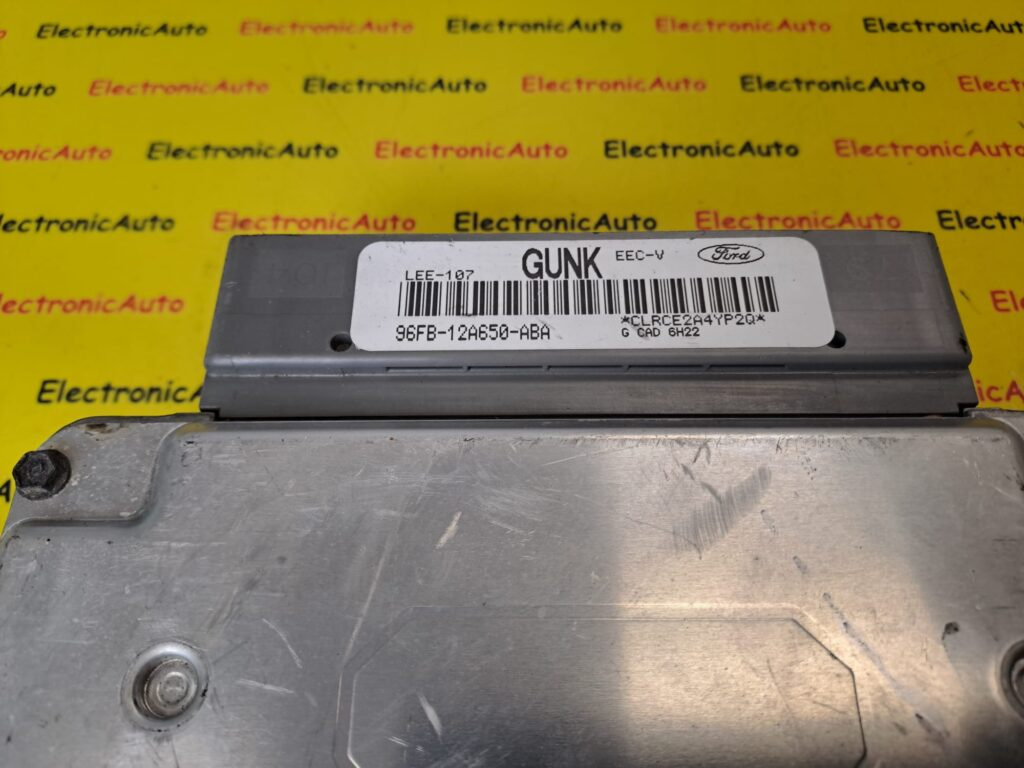 ElectronicAuto ElectronicAuto ElectronicAuto ElectronicAuto
ElectronicAuto ElectronicAuto ElectronicAuto ElectronicAuto
ElectronicAuto ElectronicAuto ElectronicAuto ElectronicAuto
ElectronicAuto ElectronicAuto ElectronicAuto ElectronicAuto
LEE-107 GUNK EEC-V Ford
96FB-12A650-ABA *CLRCE2A4YP2Q*
G CAD 6H22
ElectronicAuto
ElectronicAuto